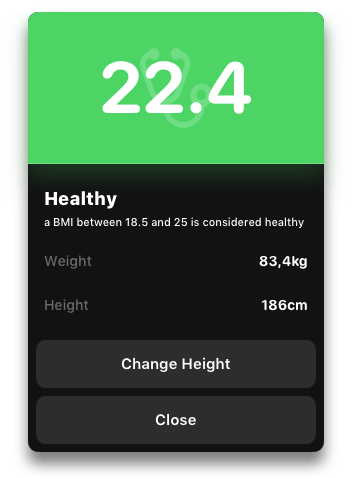 22.4
Healthy
a BMI between 18.5 and 25 is considered healthy
Weight 83,4kg
Height 186cm
Change Height
Close